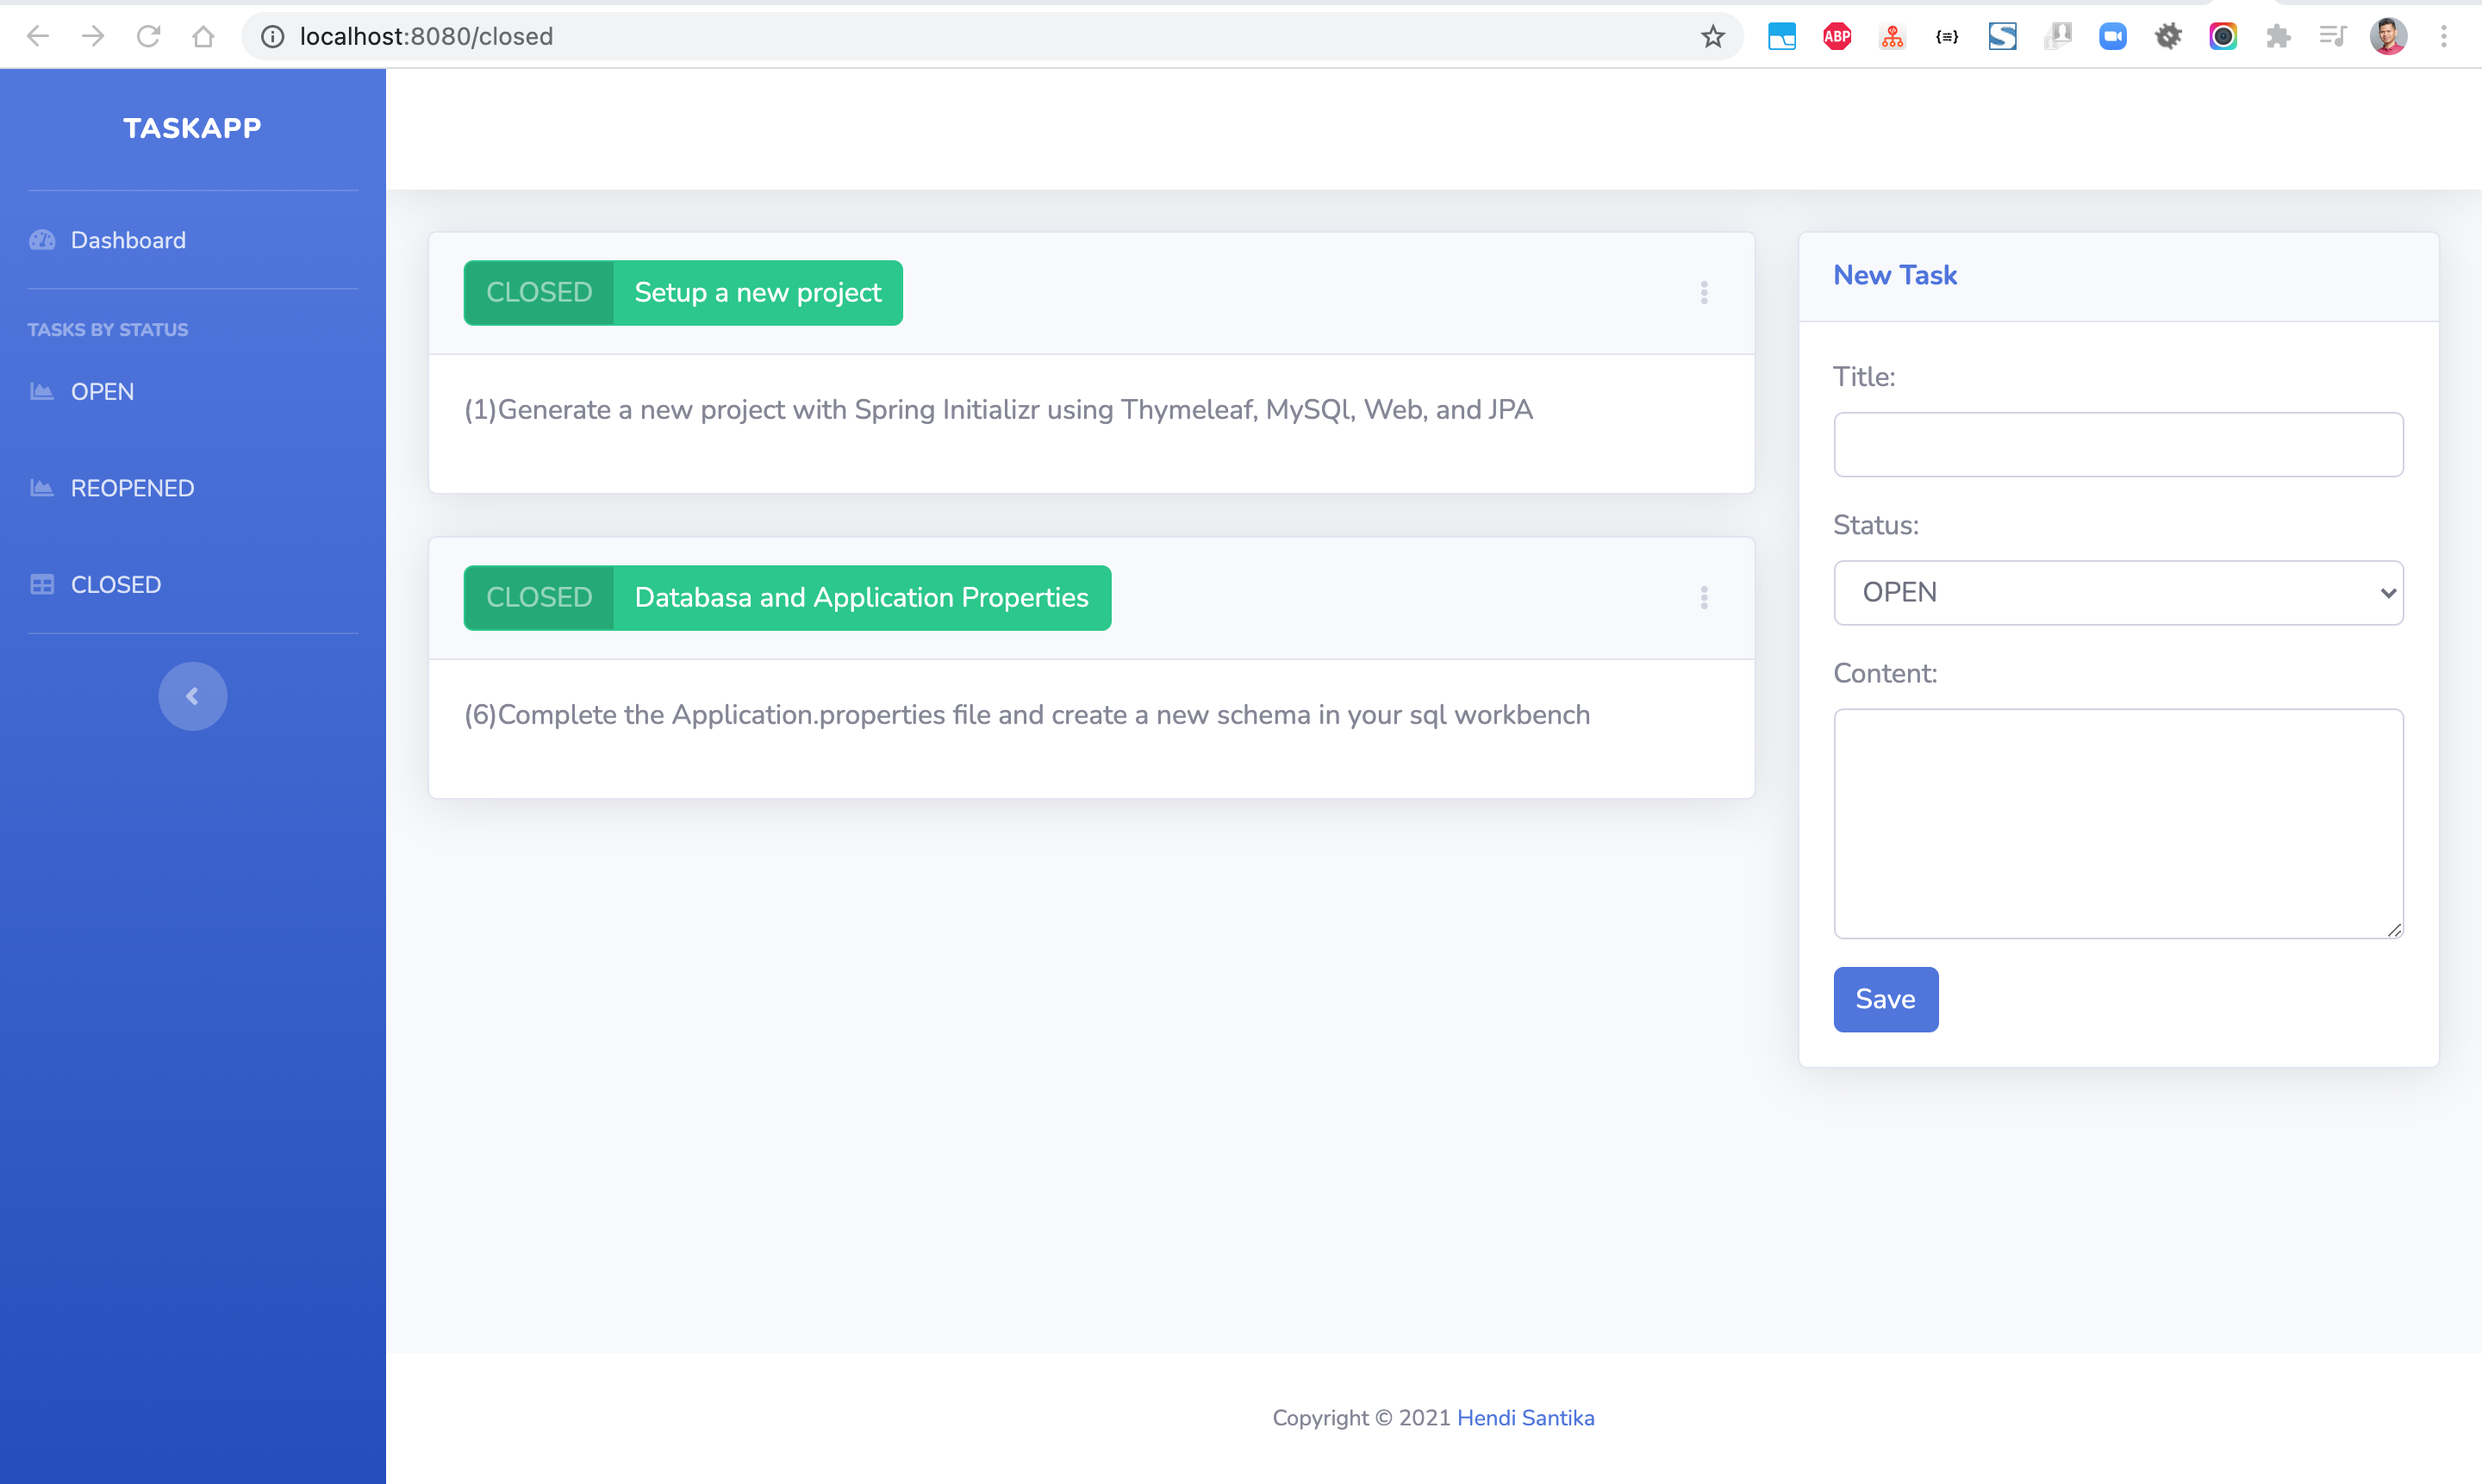 localhost:8080/closed
ABP
TASKAPP
Dashboard
TASKS BY STATUS
OPEN
REOPENED
CLOSED
CLOSED Setup a new project
(1)Generate a new project with Spring Initializr using Thymeleaf, MySQl, Web, and JPA
CLOSED Databasa and Application Properties
(6)Complete the Application.properties file and create a new schema in your sql workbench
New Task
Title:
Status:
OPEN
Content:
Save
Copyright © 2021 Hendi Santika